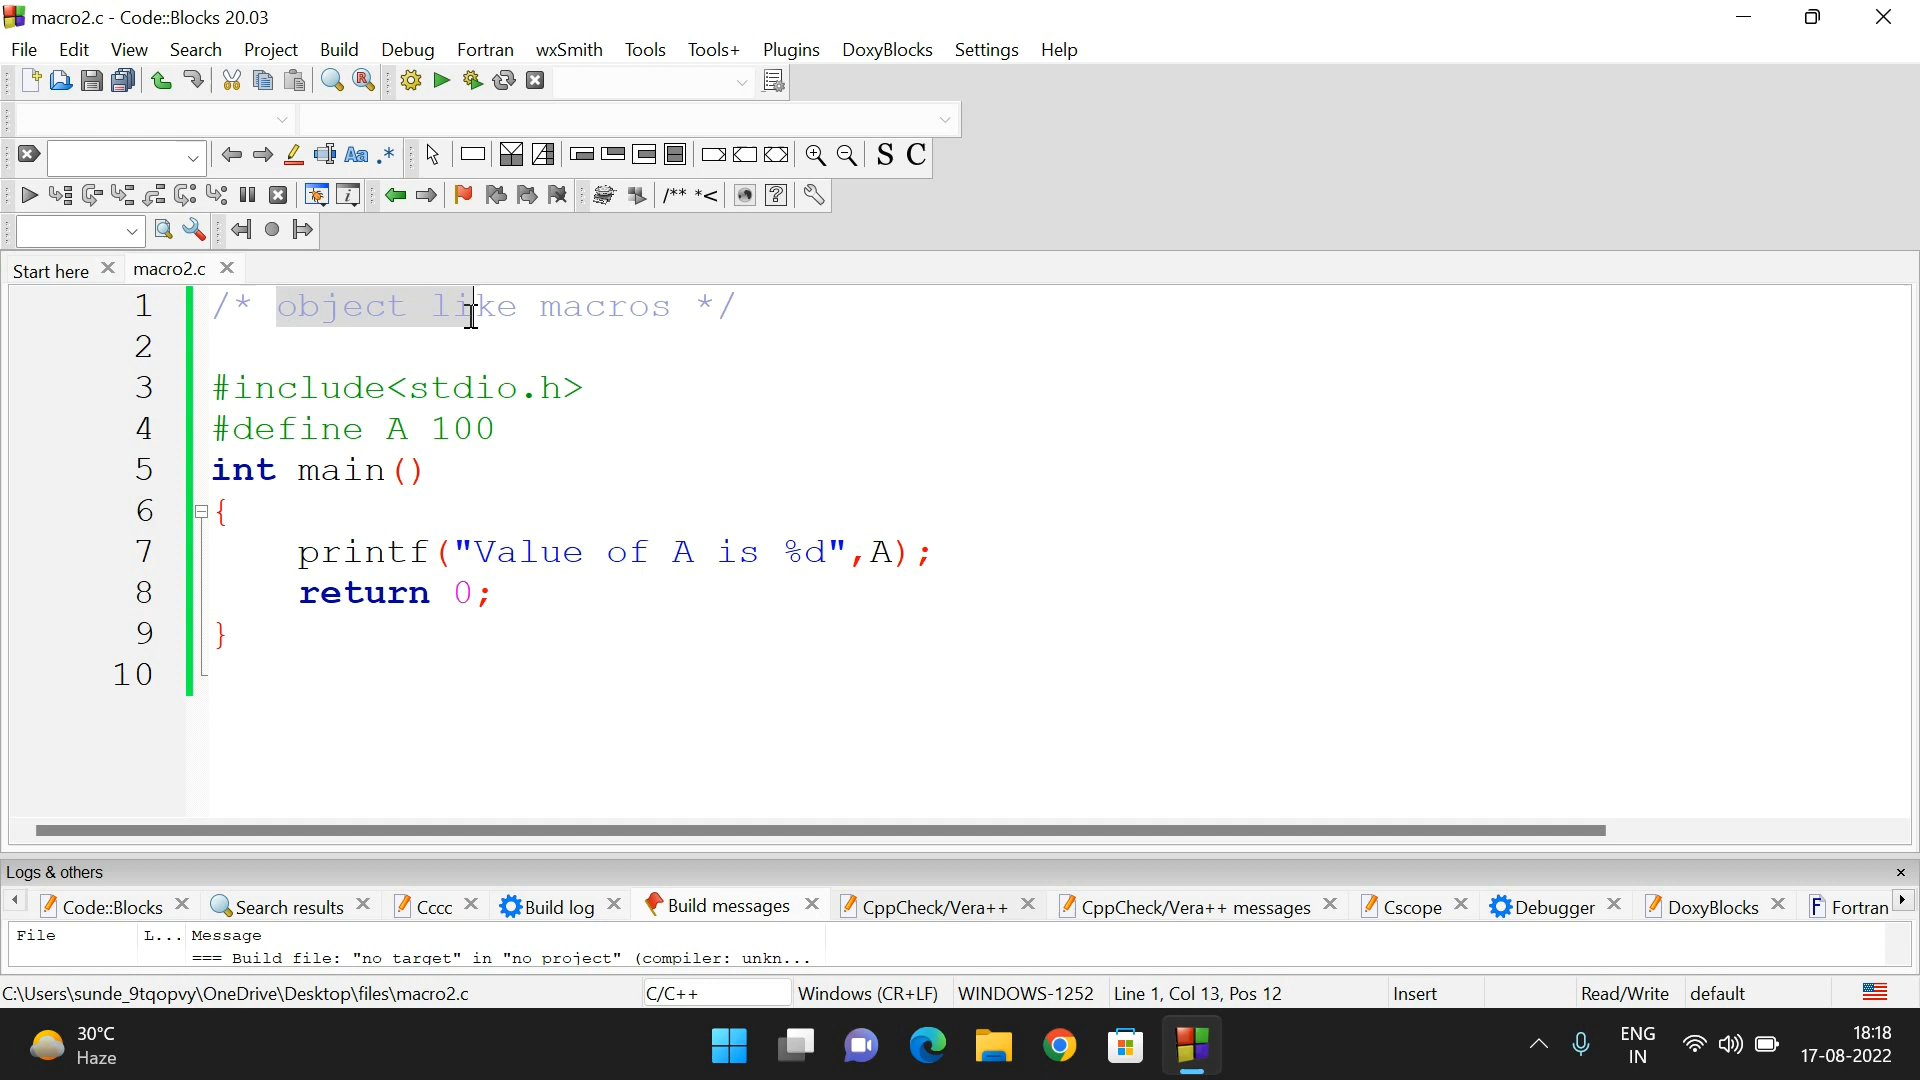 macro2.c - Code::Blocks 20.03
File Edit View Search Project Build Debug Fortran wxSmith Tools Tools+ Plugins DoxyBlocks Settings Help
Aa .* S C
/** *<
Start here macro2.c
1 /* object like macros */
2
3 #include<stdio.h>
4 #define A 100
5 int main()
6 {
7 printf("Value of A is %d",A);
8 return 0;
9 }
10
Logs & others
Code::Blocks Search results Cccc Build log Build messages CppCheck/Vera++ CppCheck/Vera++ messages Cscope Debugger DoxyBlocks Fortran
File L... Message
=== Build file: "no target" in "no project" (compiler: unkn...
C:\Users\sunde_9tqopvy\OneDrive\Desktop\files\macro2.c C/C++ Windows (CR+LF) WINDOWS-1252 Line 1, Col 13, Pos 12 Insert Read/Write default
30°C
Haze
ENG
IN
18:18
17-08-2022